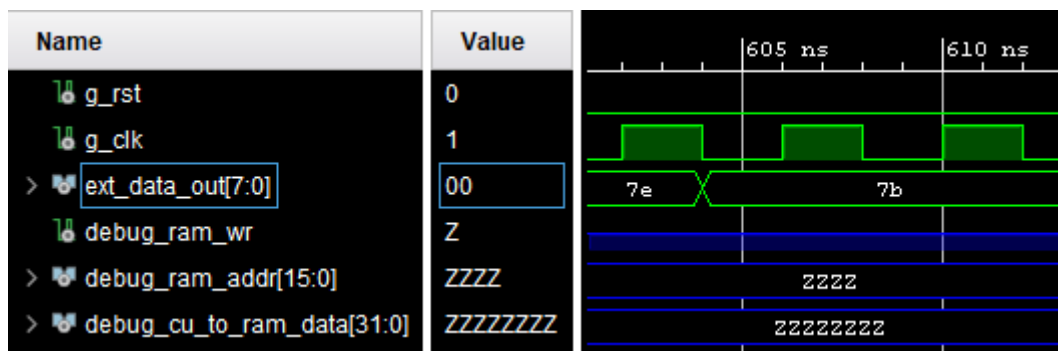 Name Value 605 ns 610 ns
g_rst 0
g_clk 1
ext_data_out[7:0] 00 7e 7b
debug_ram_wr Z
debug_ram_addr[15:0] ZZZZ ZZZZ
debug_cu_to_ram_data[31:0] ZZZZZZZZ ZZZZZZZZ